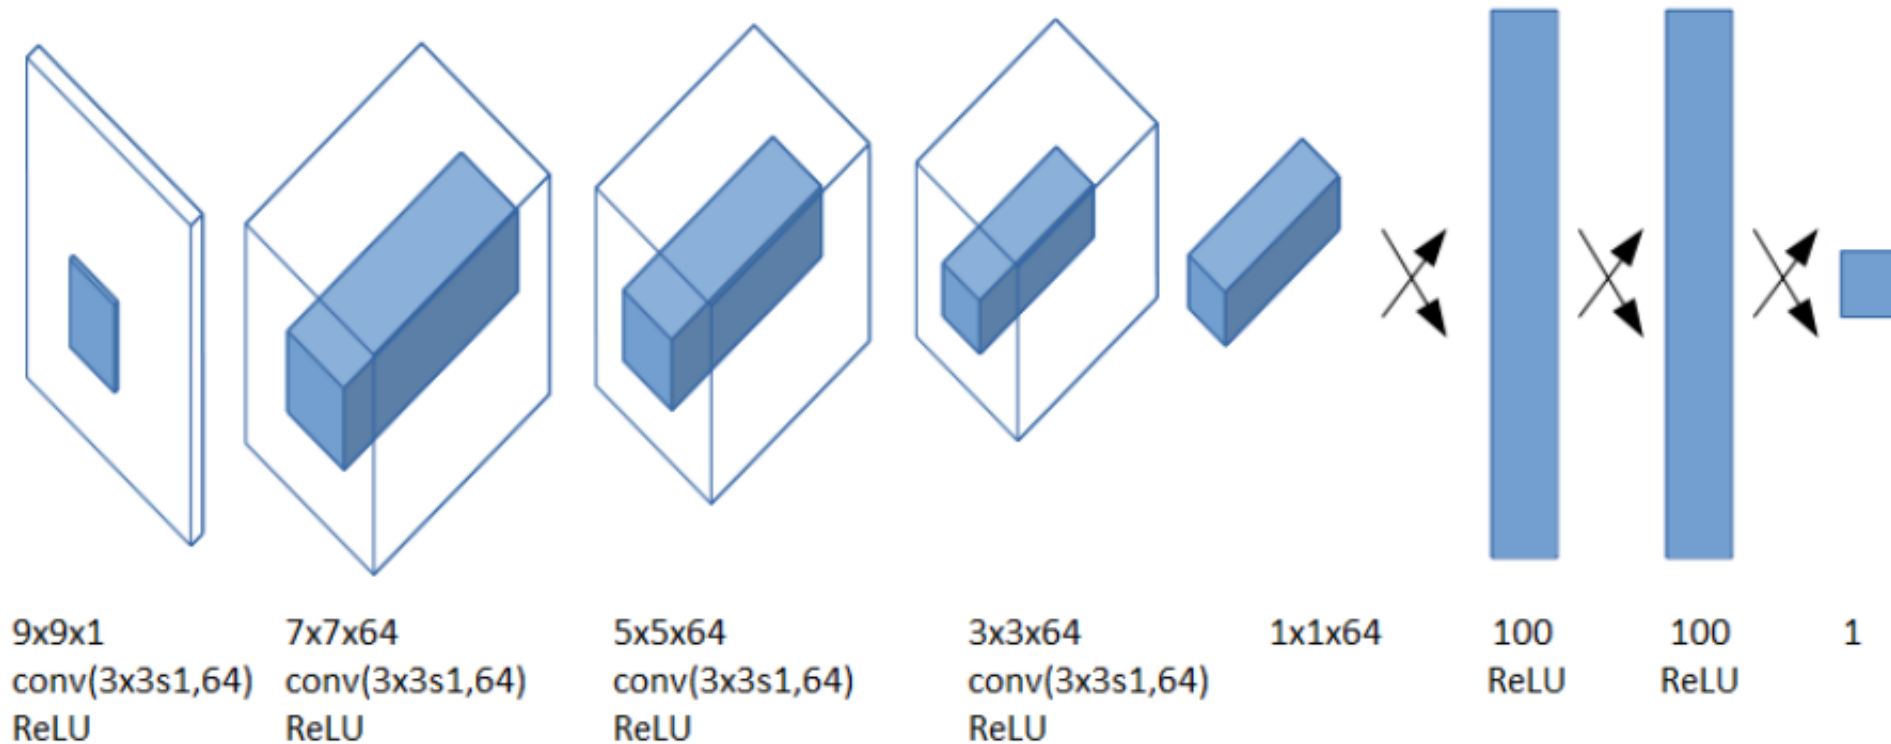 9x9x1
conv(3x3s1,64)
ReLU
7x7x64
conv(3x3s1,64)
ReLU
5x5x64
conv(3x3s1,64)
ReLU
3x3x64
conv(3x3s1,64)
ReLU
1x1x64
100
ReLU
100
ReLU
1